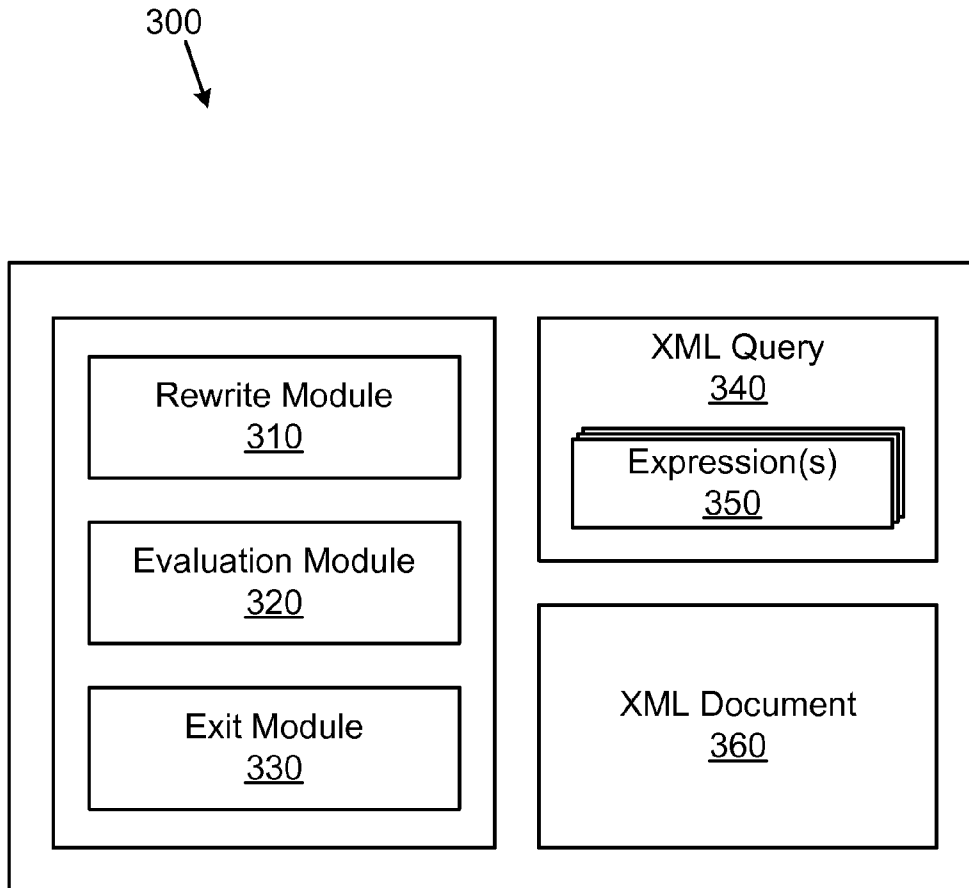 300
Rewrite Module
310
Evaluation Module
320
Exit Module
330
XML Query
340
Expression(s)
350
XML Document
360